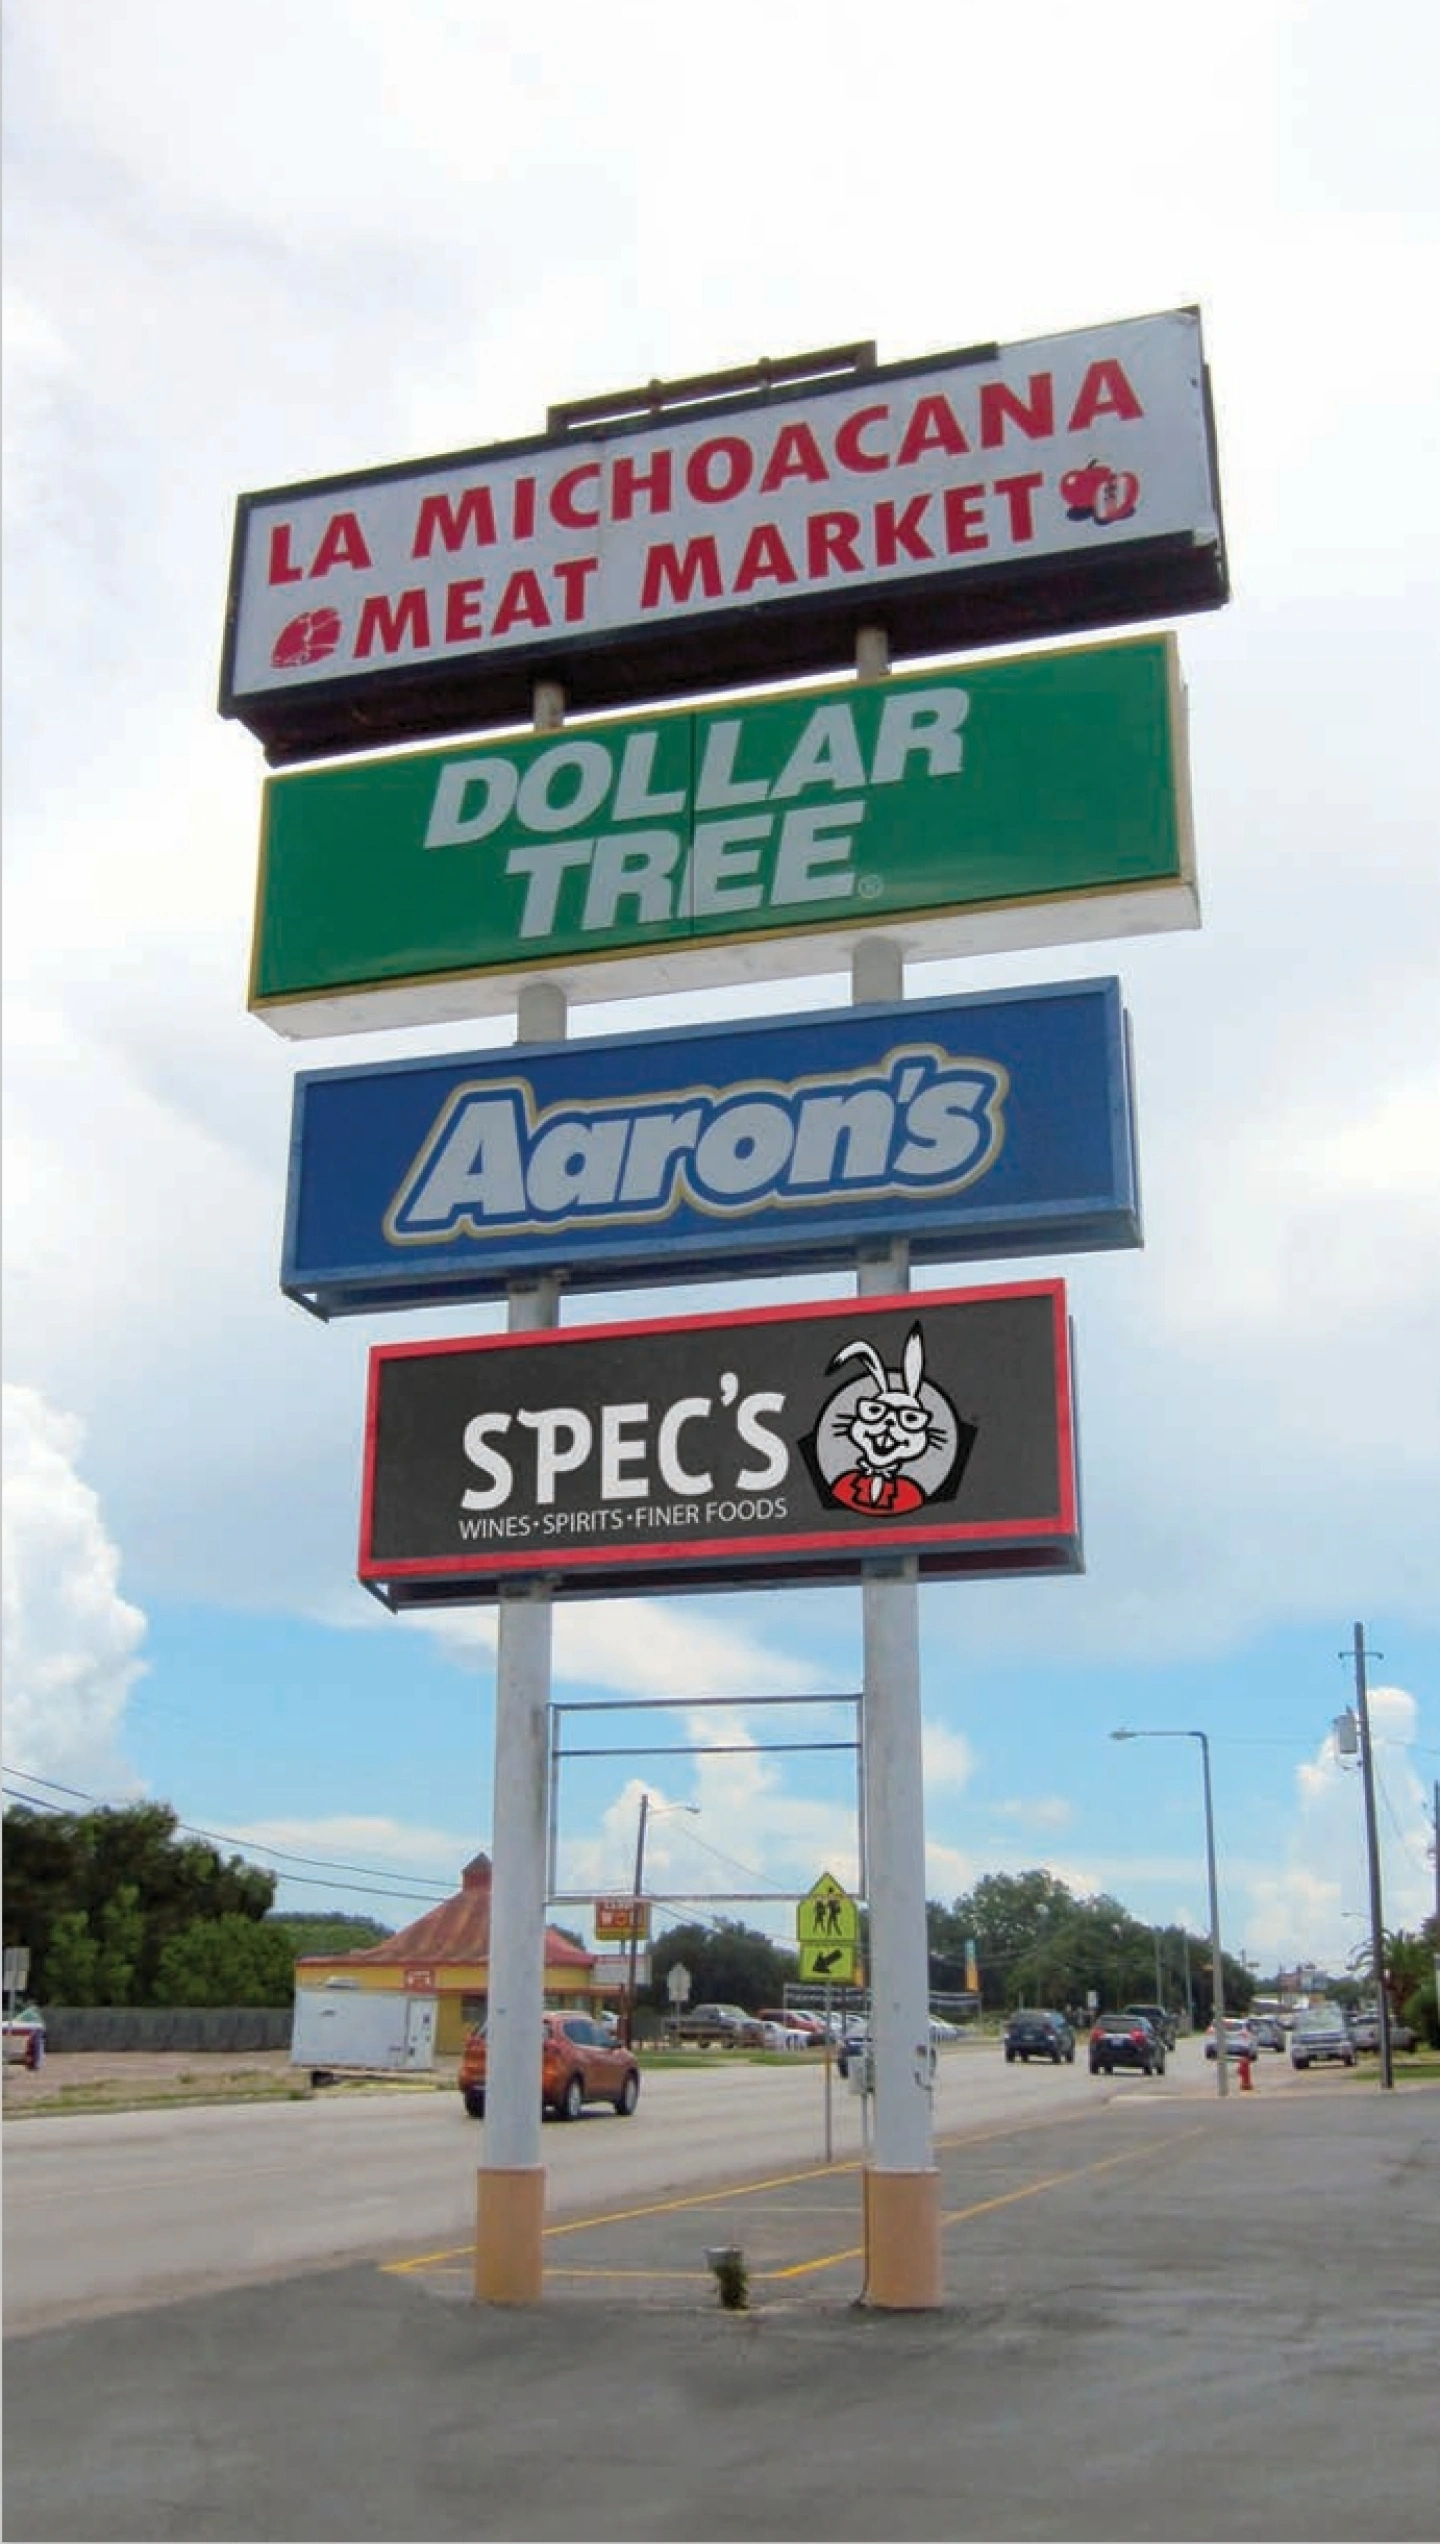 LA MICHOACANA
MEAT MARKET
DOLLAR
TREE®
Aaron's
SPEC'S
WINES•SPIRITS•FINER FOODS